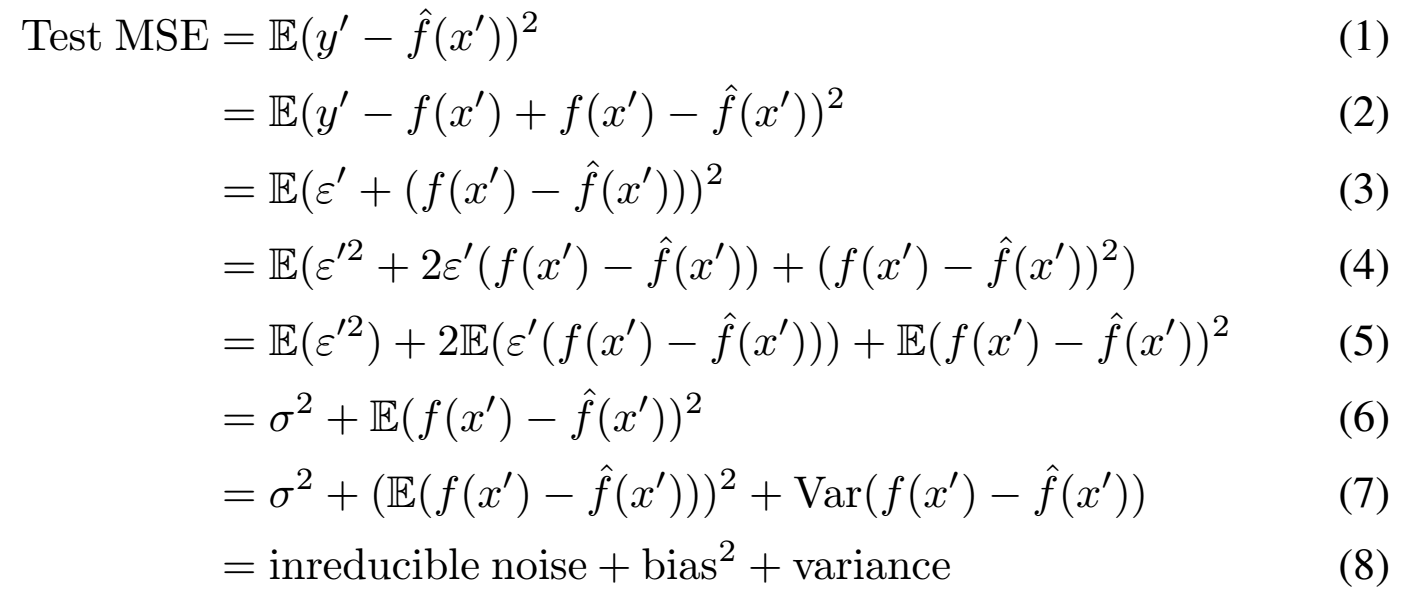 Test MSE = 𝔼(y′ − f̂(x′))² (1)
= 𝔼(y′ − f(x′) + f(x′) − f̂(x′))² (2)
= 𝔼(ε′ + (f(x′) − f̂(x′)))² (3)
= 𝔼(ε′² + 2ε′(f(x′) − f̂(x′)) + (f(x′) − f̂(x′))²) (4)
= 𝔼(ε′²) + 2𝔼(ε′(f(x′) − f̂(x′))) + 𝔼(f(x′) − f̂(x′))² (5)
= σ² + 𝔼(f(x′) − f̂(x′))² (6)
= σ² + (𝔼(f(x′) − f̂(x′)))² + Var(f(x′) − f̂(x′)) (7)
= inreducible noise + bias² + variance (8)